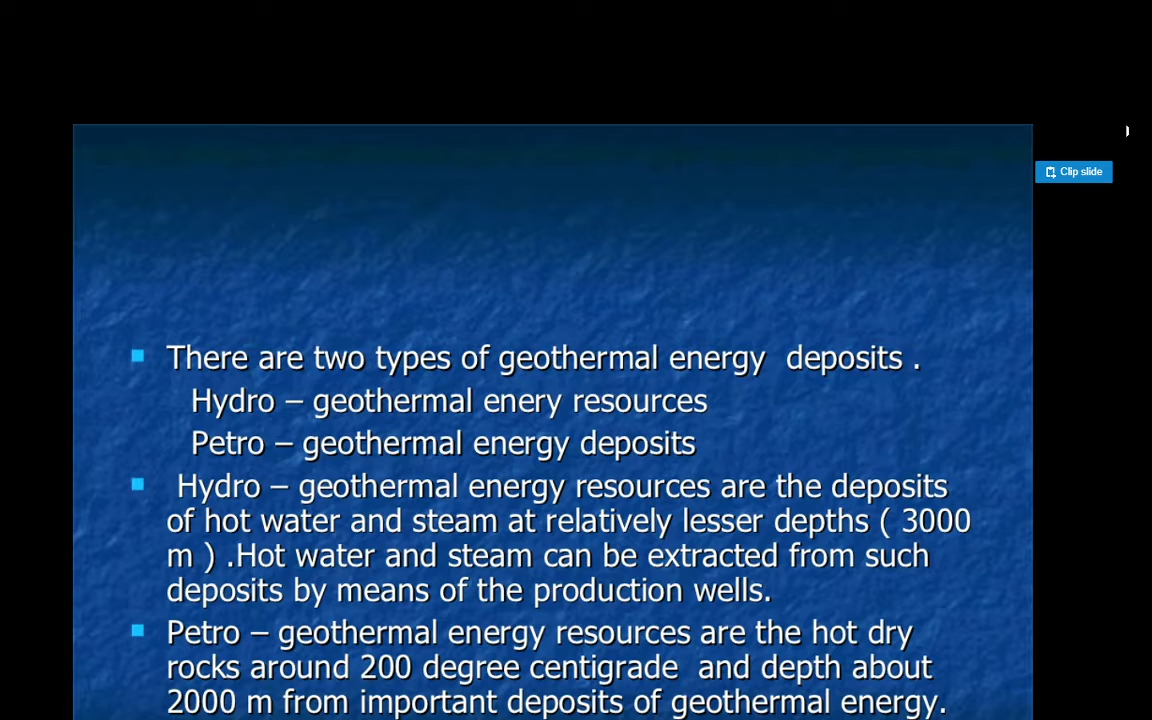 Clip slide
There are two types of geothermal energy deposits .
Hydro – geothermal enery resources
Petro – geothermal energy deposits
Hydro – geothermal energy resources are the deposits
of hot water and steam at relatively lesser depths ( 3000
m ) .Hot water and steam can be extracted from such
deposits by means of the production wells.
Petro – geothermal energy resources are the hot dry
rocks around 200 degree centigrade and depth about
2000 m from important deposits of geothermal energy.